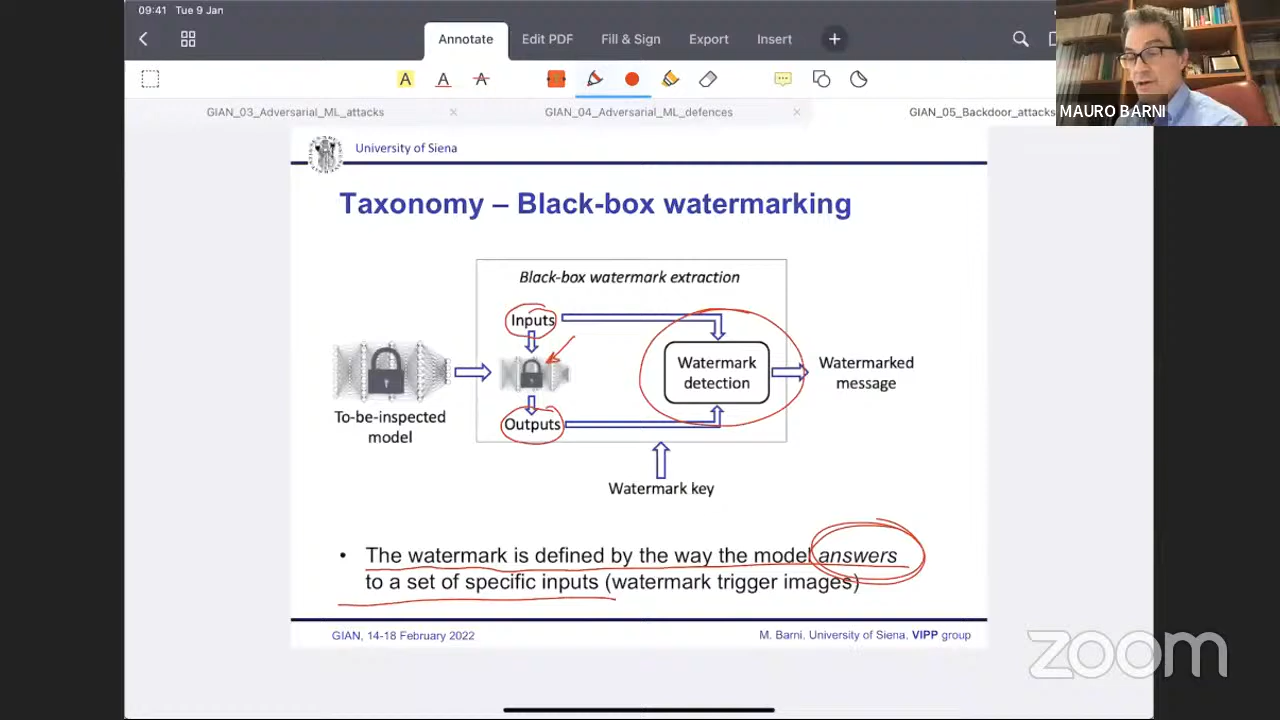 09:41 Tue 9 Jan
Annotate Edit PDF Fill & Sign Export Insert
A A A
GIAN_03_Adversarial_ML_attacks GIAN_04_Adversarial_ML_defences GIAN_05_Backdoor_attacks
MAURO BARNI
University of Siena
Taxonomy – Black-box watermarking
Black-box watermark extraction
Inputs
Watermark
detection
Watermarked
message
To-be-inspected
model
Outputs
Watermark key
• The watermark is defined by the way the model answers
to a set of specific inputs (watermark trigger images)
GIAN, 14-18 February 2022
M. Barni, University of Siena, VIPP group
zoom